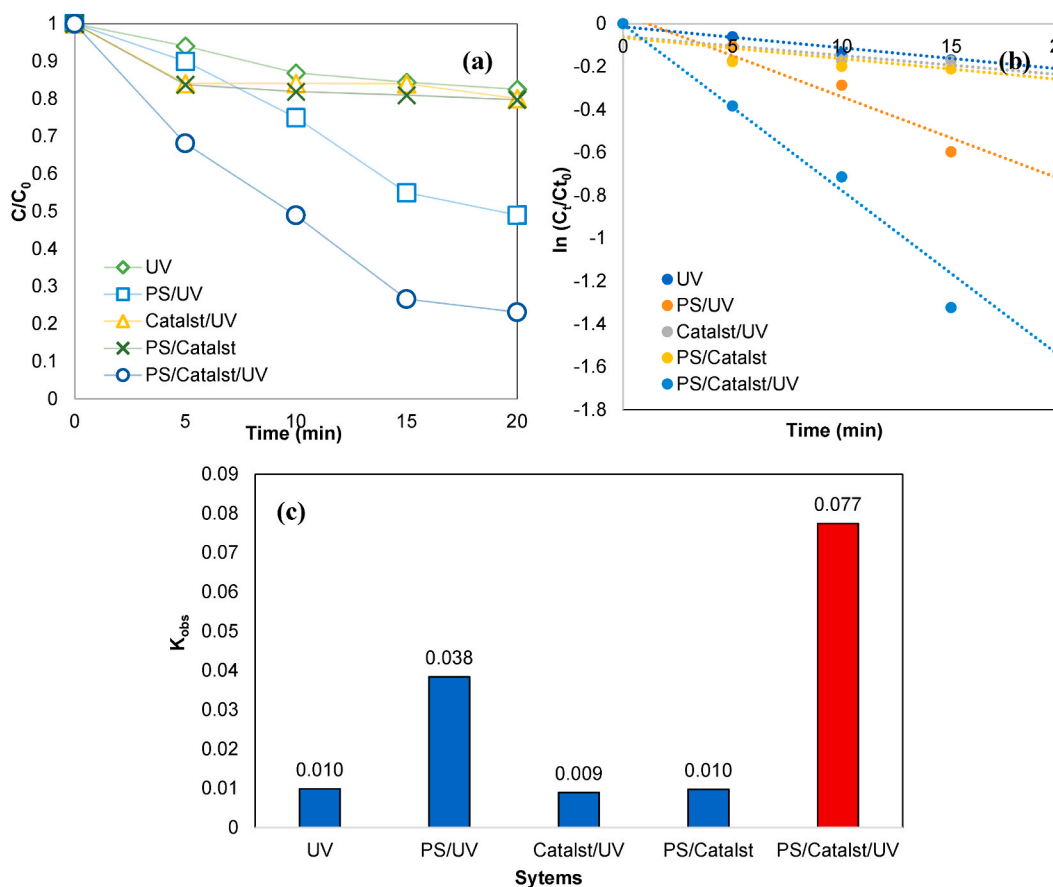 (a)
1
0.9
0.8
0.7
0.6
0.5
0.4
0.3
0.2
0.1
0
C/C0
UV
PS/UV
Catalst/UV
PS/Catalst
PS/Catalst/UV
0 5 10 15 20
Time (min)
(b)
0
-0.2
-0.4
-0.6
-0.8
-1
-1.2
-1.4
-1.6
-1.8
0 5 10 15
ln (Ct/Ct0)
UV
PS/UV
Catalst/UV
PS/Catalst
PS/Catalst/UV
Time (min)
(c)
0.09
0.08
0.07
0.06
0.05
0.04
0.03
0.02
0.01
0
Kobs
0.010
0.038
0.009
0.010
0.077
UV PS/UV Catalst/UV PS/Catalst PS/Catalst/UV
Sytems